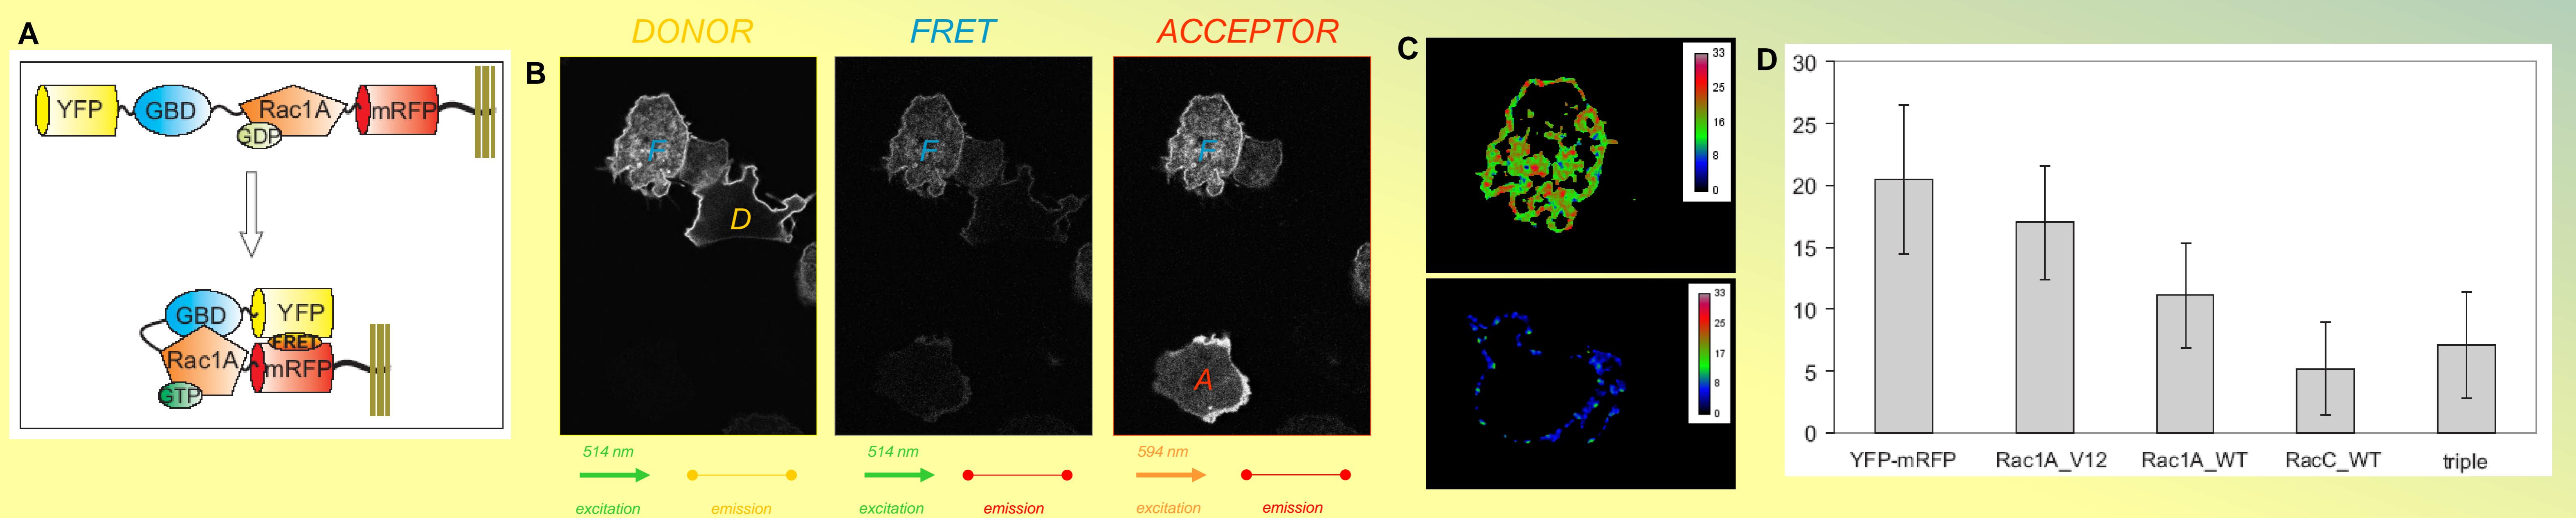 A
YFP GBD Rac1A mRFP
GDP
GBD YFP
FRET
Rac1A mRFP
GTP
DONOR FRET ACCEPTOR
B
F F F
D
A
514 nm 514 nm 594 nm
excitation emission excitation emission excitation emission
C
33
25
16
8
0
33
25
17
8
0
D
30
25
20
15
10
5
0
YFP-mRFP Rac1A_V12 Rac1A_WT RacC_WT triple